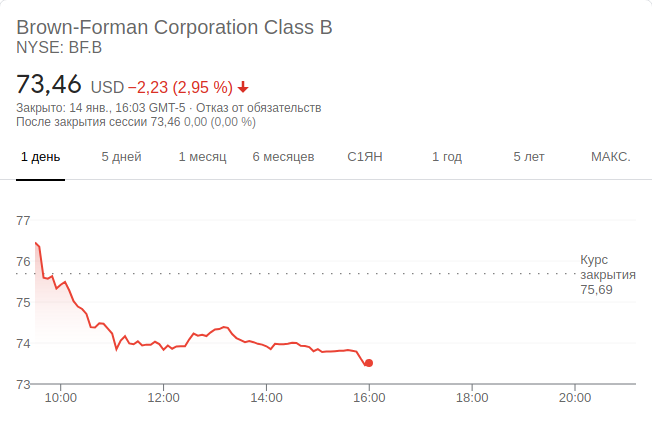 Brown-Forman Corporation Class B
NYSE: BF.B
73,46 USD −2,23 (2,95 %)
Закрыто: 14 янв., 16:03 GMT-5 · Отказ от обязательств
После закрытия сессии 73,46 0,00 (0,00 %)
1 день 5 дней 1 месяц 6 месяцев С1ЯН 1 год 5 лет МАКС.
77
76
75
74
73
Курс
закрытия
75,69
10:00 12:00 14:00 16:00 18:00 20:00